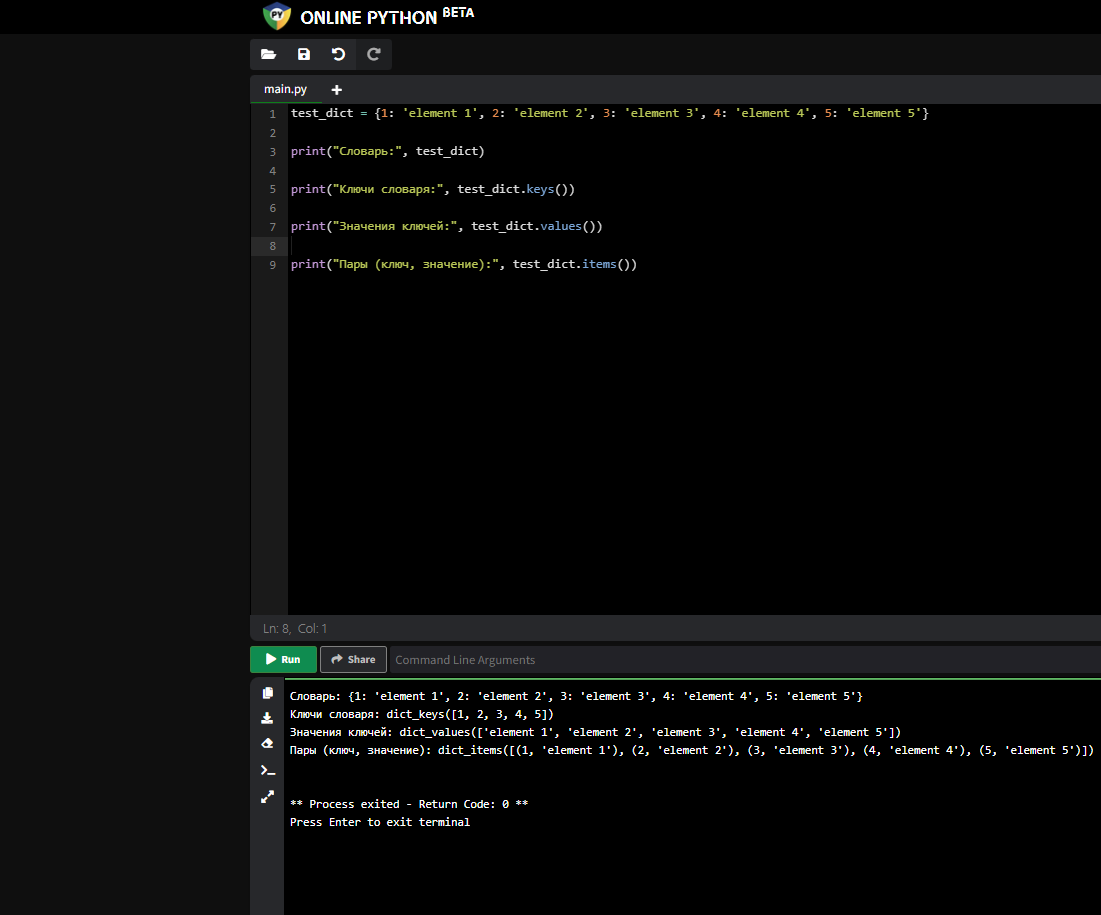 ONLINE PYTHON BETA
main.py +
1 test_dict = {1: 'element 1', 2: 'element 2', 3: 'element 3', 4: 'element 4', 5: 'element 5'}
2
3 print("Словарь:", test_dict)
4
5 print("Ключи словаря:", test_dict.keys())
6
7 print("Значения ключей:", test_dict.values())
8
9 print("Пары (ключ, значение):", test_dict.items())
Ln: 8, Col: 1
Run Share Command Line Arguments
Словарь: {1: 'element 1', 2: 'element 2', 3: 'element 3', 4: 'element 4', 5: 'element 5'}
Ключи словаря: dict_keys([1, 2, 3, 4, 5])
Значения ключей: dict_values(['element 1', 'element 2', 'element 3', 'element 4', 'element 5'])
Пары (ключ, значение): dict_items([(1, 'element 1'), (2, 'element 2'), (3, 'element 3'), (4, 'element 4'), (5, 'element 5')])
** Process exited - Return Code: 0 **
Press Enter to exit terminal